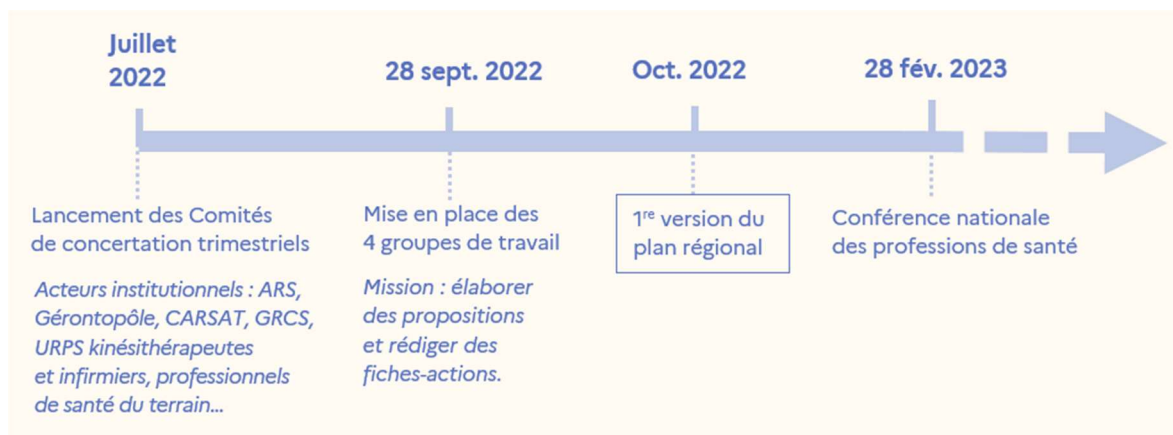 Juillet
2022
28 sept. 2022
Oct. 2022
28 fév. 2023
Lancement des Comités
de concertation trimestriels
Acteurs institutionnels : ARS,
Gérontopôle, CARSAT, GRCS,
URPS kinésithérapeutes
et infirmiers, professionnels
de santé du terrain...
Mise en place des
4 groupes de travail
Mission : élaborer
des propositions
et rédiger des
fiches-actions.
1re version du
plan régional
Conférence nationale
des professions de santé